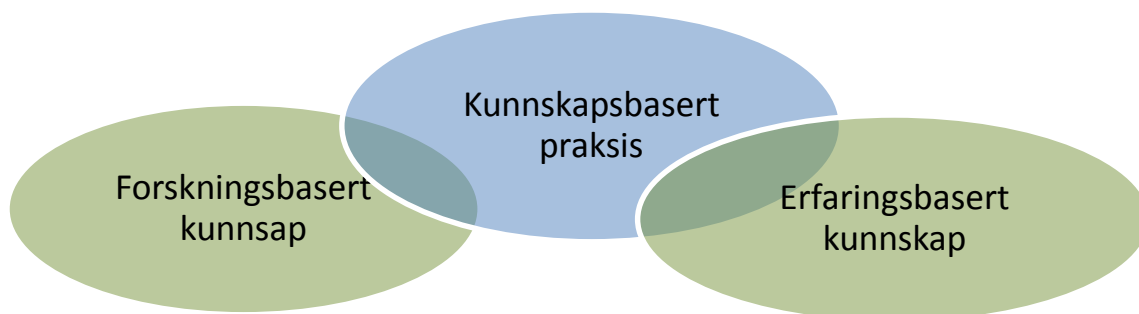 Kunnskapsbasert
praksis
Forskningsbasert
kunnsap
Erfaringsbasert
kunnskap